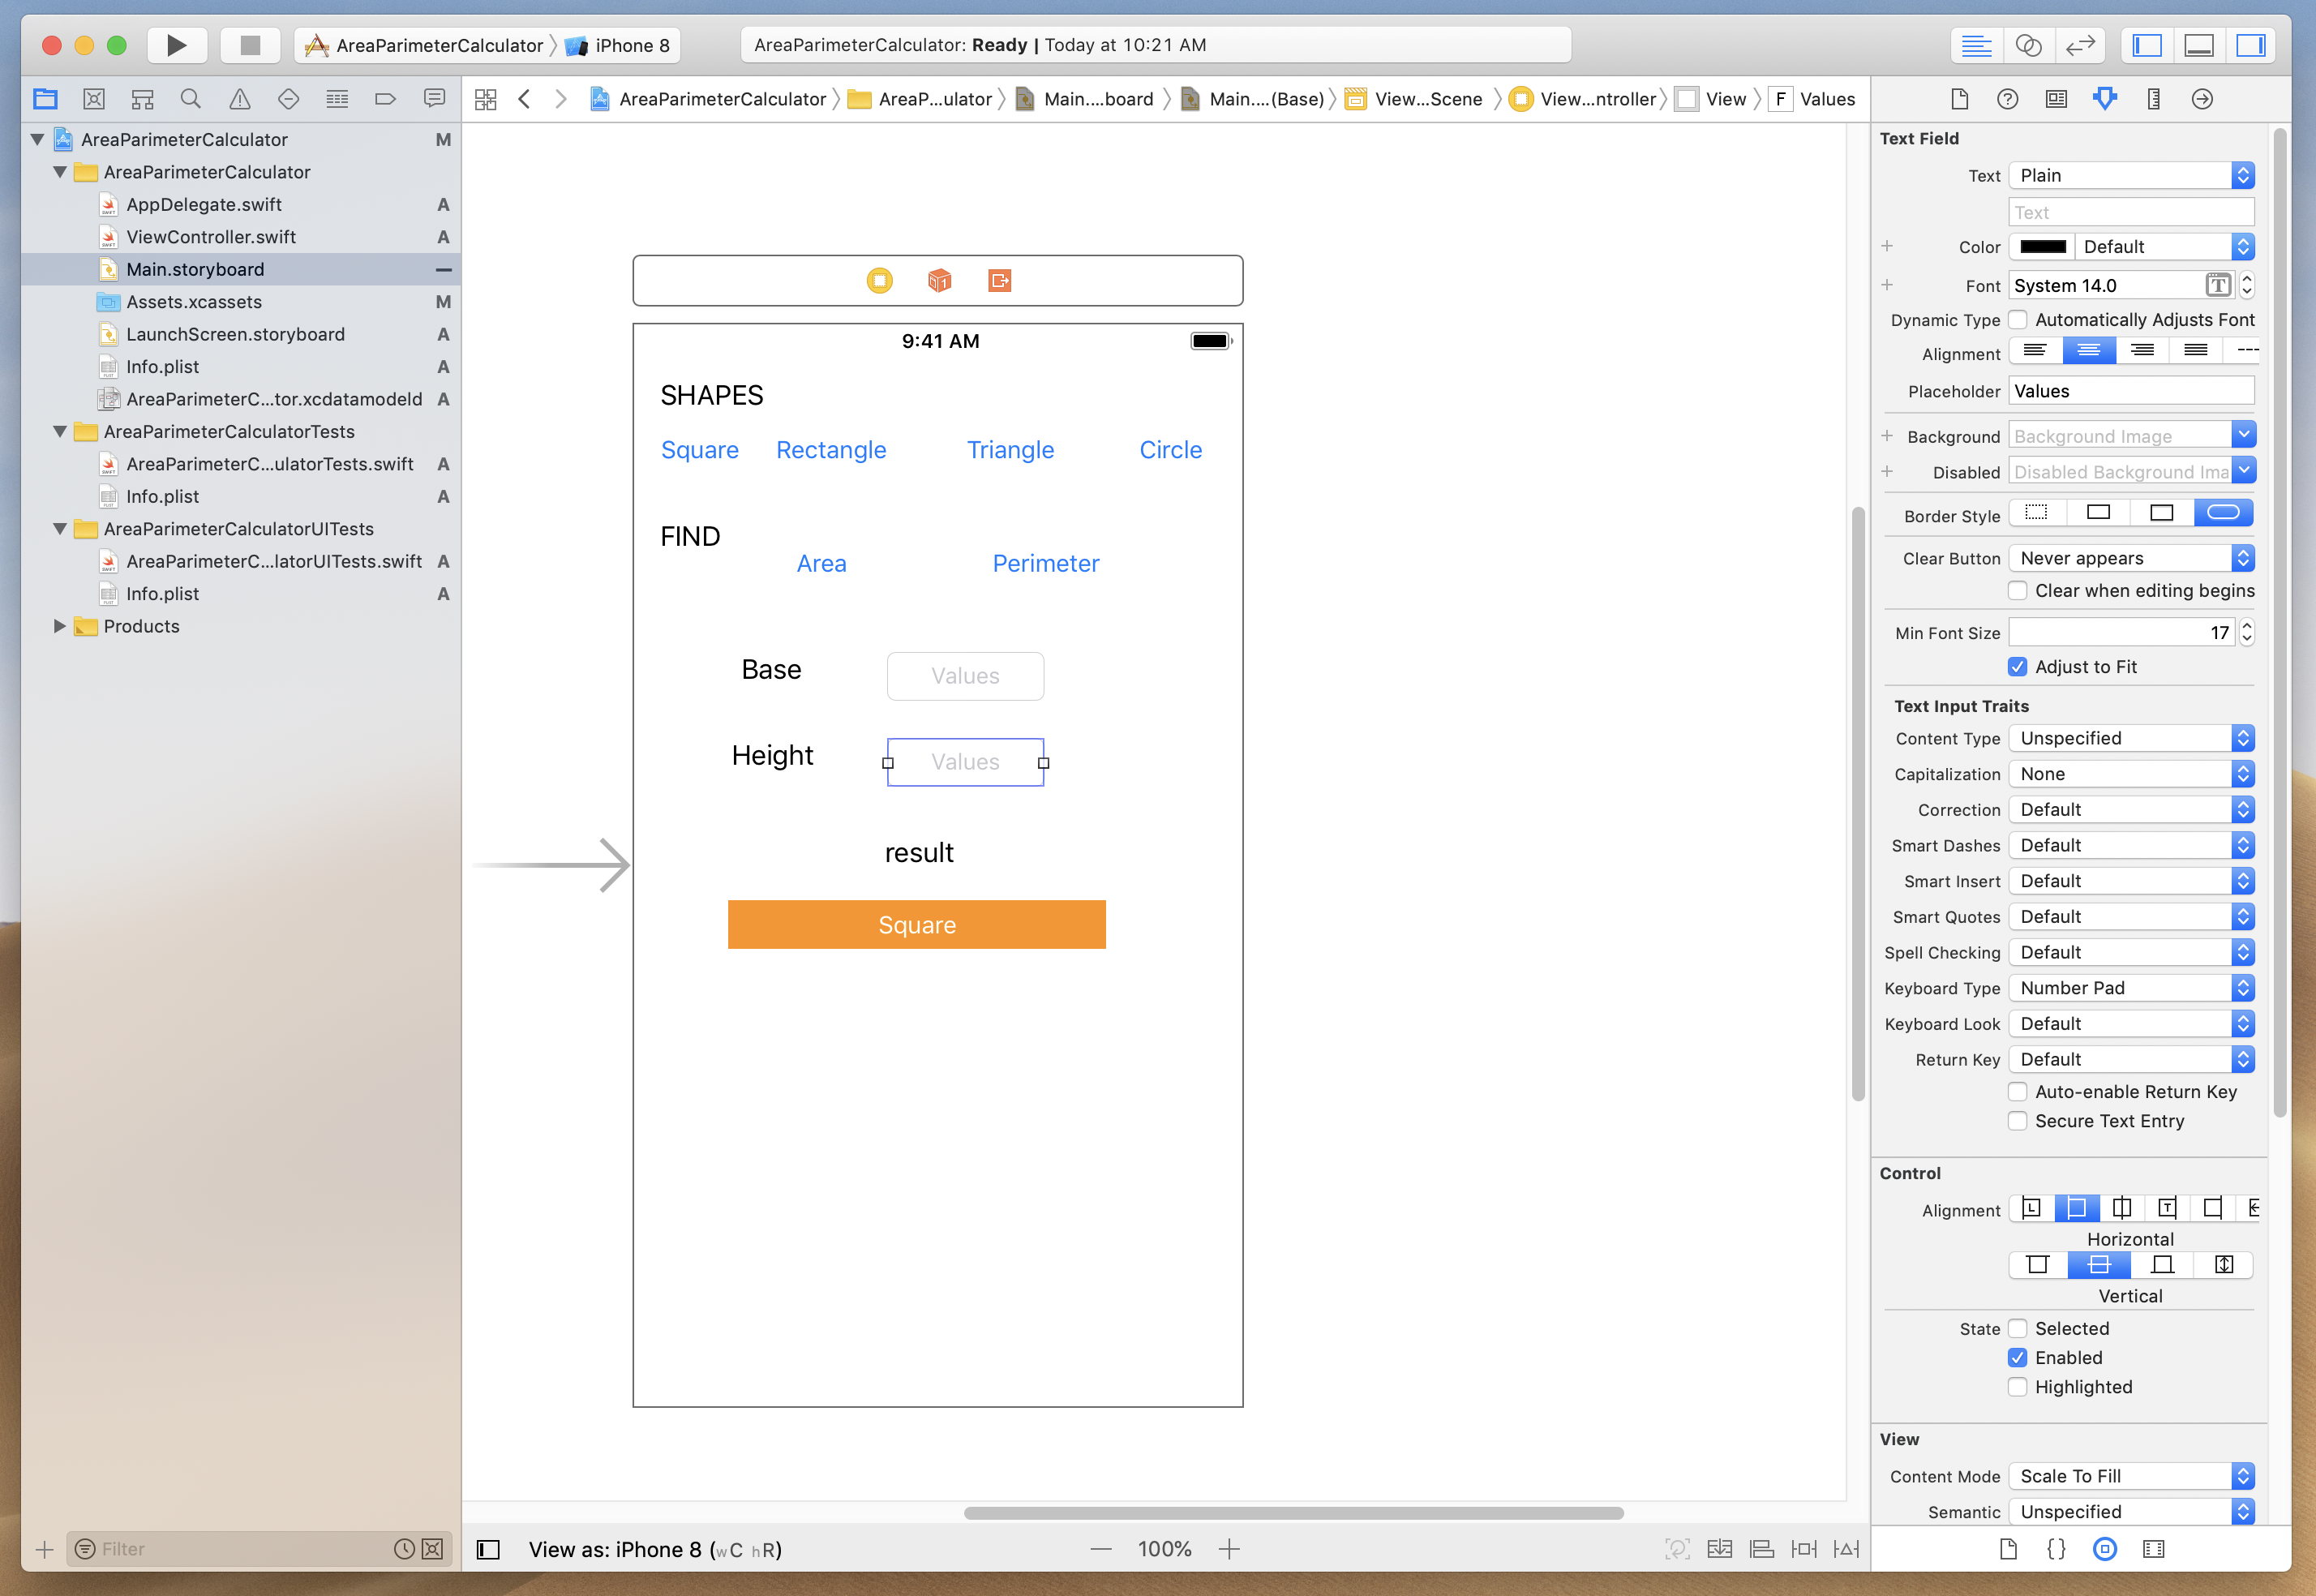 AreaParimeterCalculator iPhone 8
AreaParimeterCalculator: Ready | Today at 10:21 AM
AreaParimeterCalculator AreaP...ulator Main....board Main....(Base) View...Scene View...ntroller View F Values
AreaParimeterCalculator M
AreaParimeterCalculator
AppDelegate.swift A
ViewController.swift A
Main.storyboard
Assets.xcassets M
LaunchScreen.storyboard A
Info.plist A
AreaParimeterC...tor.xcdatamodeld A
AreaParimeterCalculatorTests
AreaParimeterC...ulatorTests.swift A
Info.plist A
AreaParimeterCalculatorUITests
AreaParimeterC...latorUITests.swift A
Info.plist A
Products
Filter
9:41 AM
SHAPES
Square Rectangle Triangle Circle
FIND
Area Perimeter
Base Values
Height Values
result
Square
View as: iPhone 8 (wC hR)
100%
Text Field
Text Plain
Text
Color Default
Font System 14.0 T
Dynamic Type Automatically Adjusts Font
Alignment
Placeholder Values
Background Background Image
Disabled Disabled Background Ima
Border Style
Clear Button Never appears
Clear when editing begins
Min Font Size 17
Adjust to Fit
Text Input Traits
Content Type Unspecified
Capitalization None
Correction Default
Smart Dashes Default
Smart Insert Default
Smart Quotes Default
Spell Checking Default
Keyboard Type Number Pad
Keyboard Look Default
Return Key Default
Auto-enable Return Key
Secure Text Entry
Control
Alignment L T
Horizontal
Vertical
State Selected
Enabled
Highlighted
View
Content Mode Scale To Fill
Semantic Unspecified